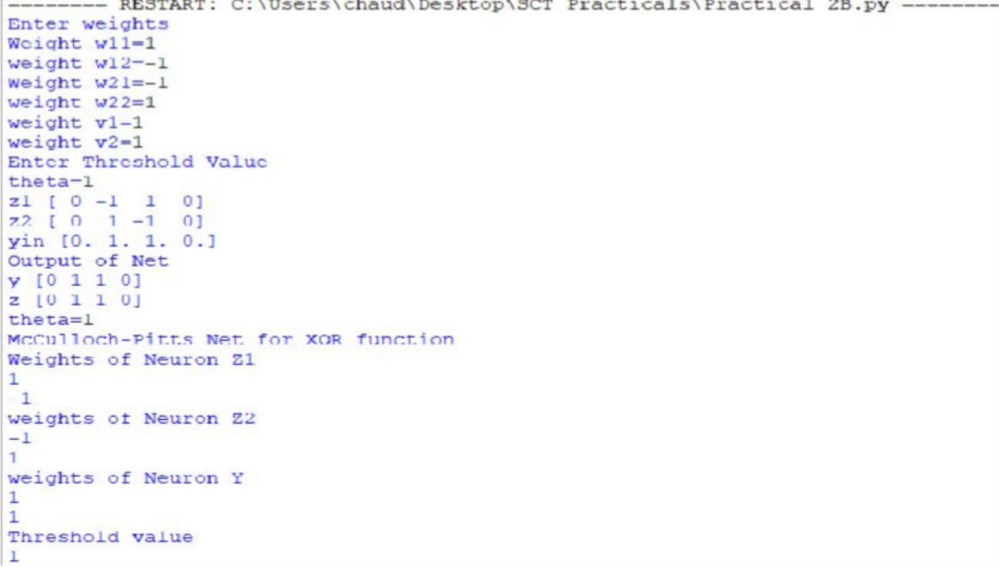 -------- RESTART: C:\Users\chaud\Desktop\SCT Practicals\Practical 2B.py --------
Enter weights
Weight w11=1
weight w12=-1
Weight w21=-1
weight w22=1
weight v1=1
weight v2=1
Enter Threshold Value
theta=1
z1 [ 0 -1  1  0]
z2 [ 0  1 -1  0]
yin [0. 1. 1. 0.]
Output of Net
y [0 1 1 0]
z [0 1 1 0]
theta=1
McCulloch-Pitts Net for XOR function
Weights of Neuron Z1
1
-1
weights of Neuron Z2
-1
1
weights of Neuron Y
1
1
Threshold value
1